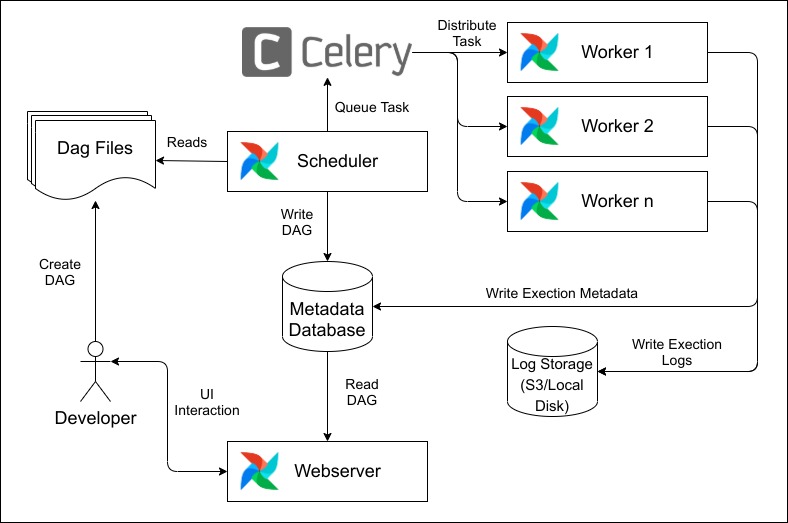 C Celery
Distribute
Task
Worker 1
Queue Task
Dag Files
Reads
Scheduler
Worker 2
Write
DAG
Worker n
Create
DAG
Metadata
Database
Write Exection Metadata
Log Storage
(S3/Local
Disk)
Write Exection
Logs
Developer
UI
Interaction
Read
DAG
Webserver